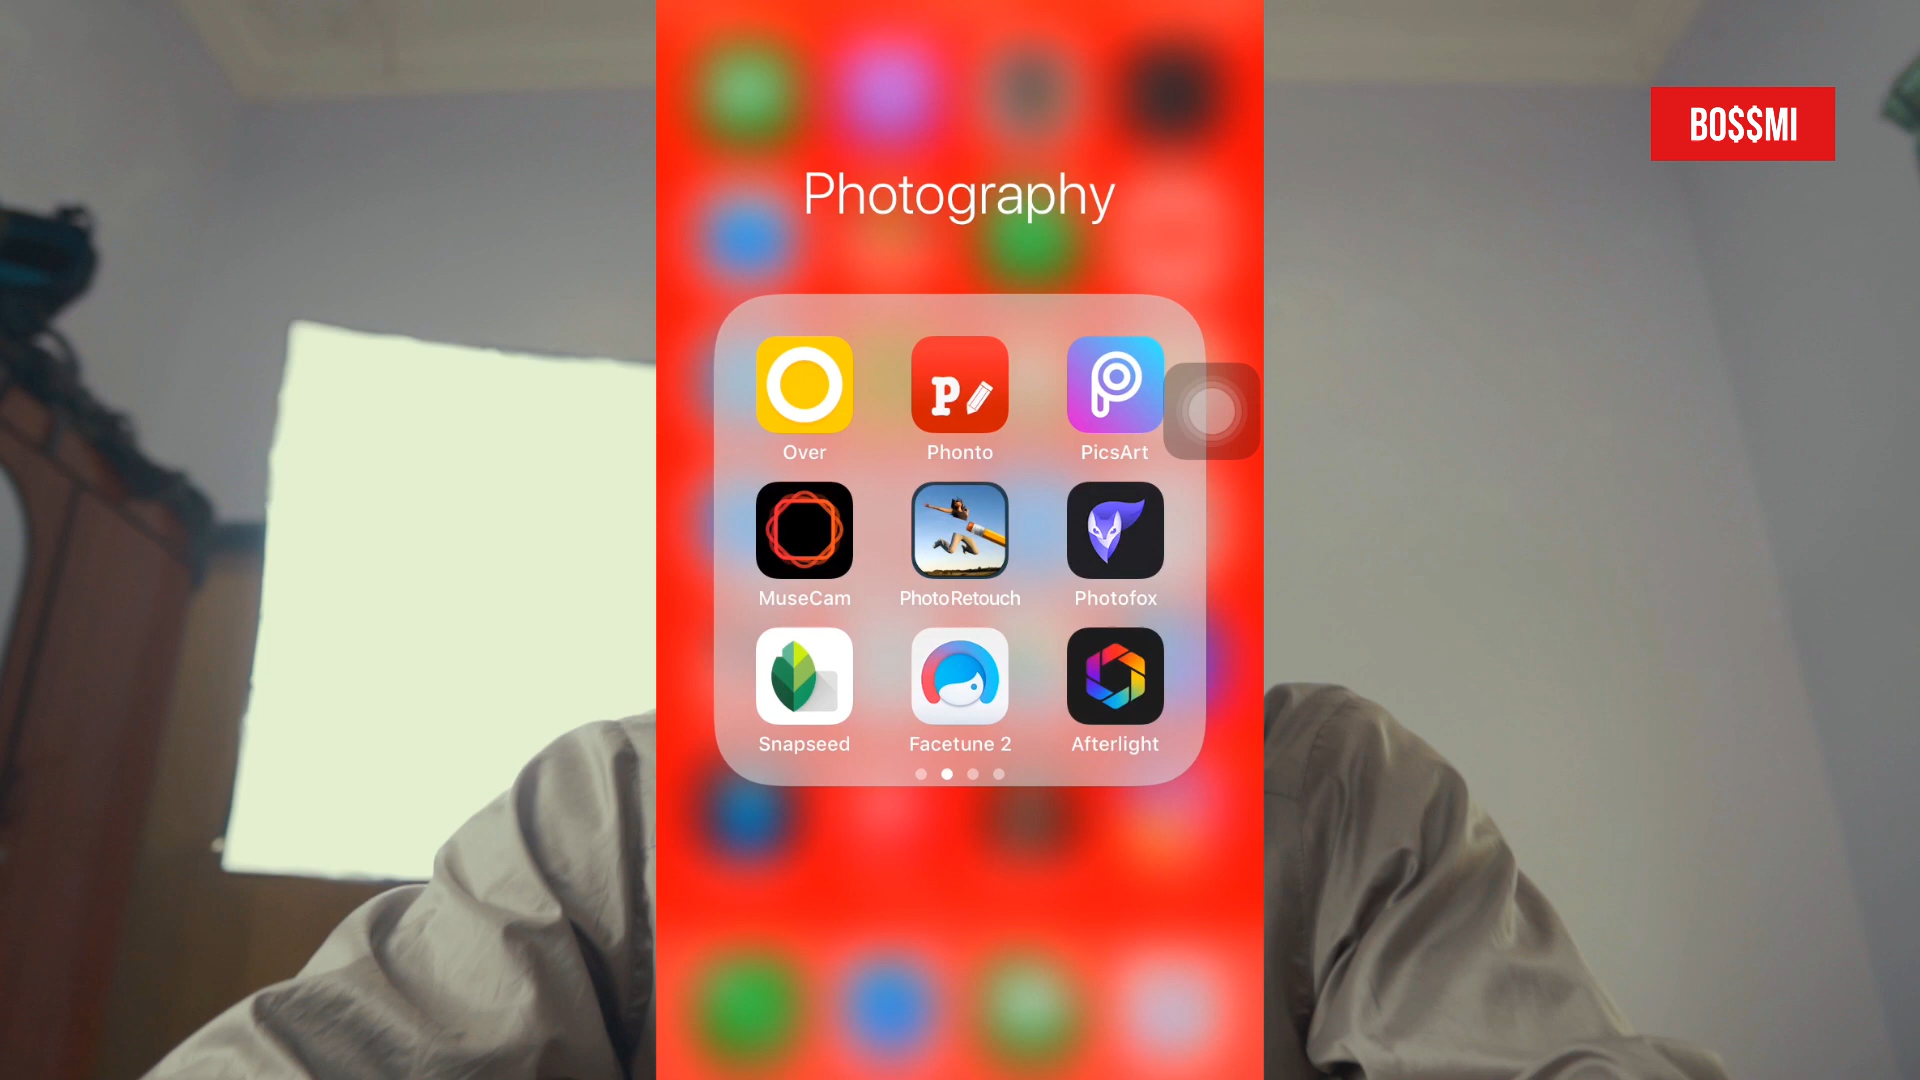 BO$$MI
Photography
Over
Phonto
PicsArt
MuseCam
PhotoRetouch
Photofox
Snapseed
Facetune 2
Afterlight